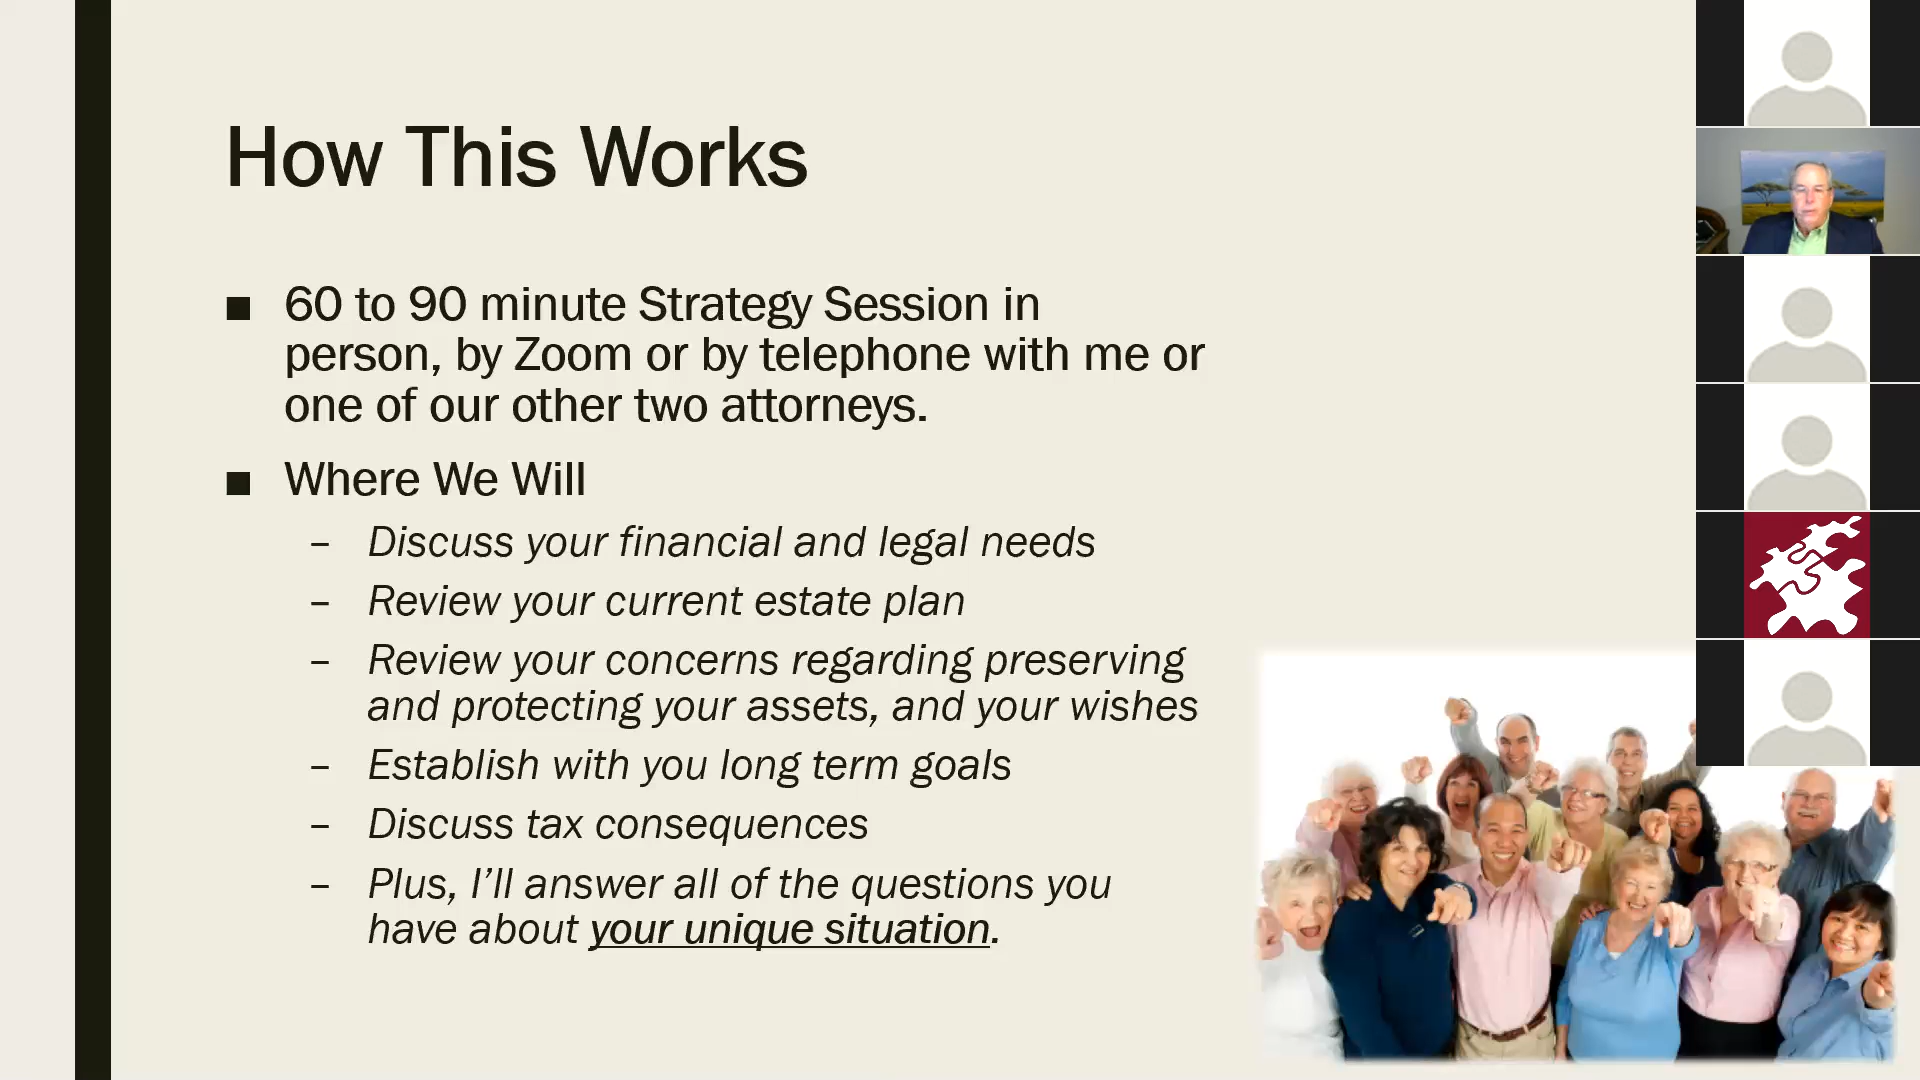 How This Works
■ 60 to 90 minute Strategy Session in
person, by Zoom or by telephone with me or
one of our other two attorneys.
■ Where We Will
– Discuss your financial and legal needs
– Review your current estate plan
– Review your concerns regarding preserving
and protecting your assets, and your wishes
– Establish with you long term goals
– Discuss tax consequences
– Plus, I’ll answer all of the questions you
have about your unique situation.